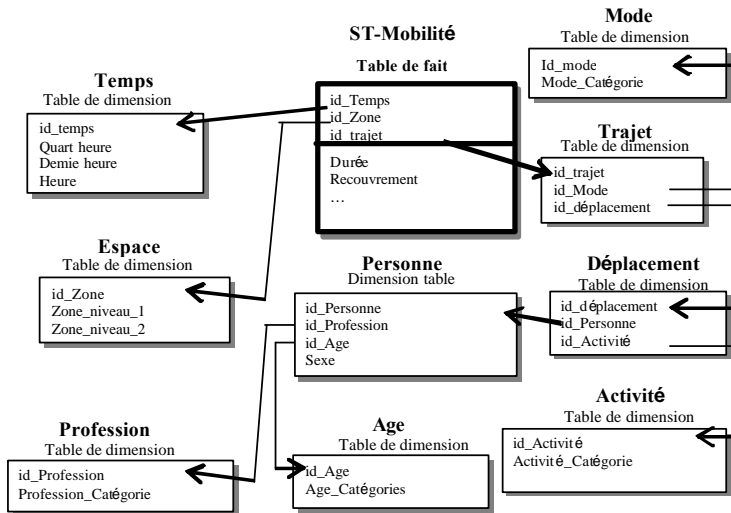 ST-Mobilité
Table de fait
id_Temps
id_Zone
id_trajet
Durée
Recouvrement
…
Mode
Table de dimension
Id_mode
Mode_Catégorie
Temps
Table de dimension
id_temps
Quart heure
Demie heure
Heure
Trajet
Table de dimension
id_trajet
id_Mode
id_déplacement
Espace
Table de dimension
id_Zone
Zone_niveau_1
Zone_niveau_2
Personne
Dimension table
id_Personne
id_Profession
id_Age
Sexe
Déplacement
Table de dimension
id_déplacement
id_Personne
id_Activité
Profession
Table de dimension
id_Profession
Profession_Catégorie
Age
Table de dimension
id_Age
Age_Catégories
Activité
Table de dimension
id_Activité
Activité_Catégorie